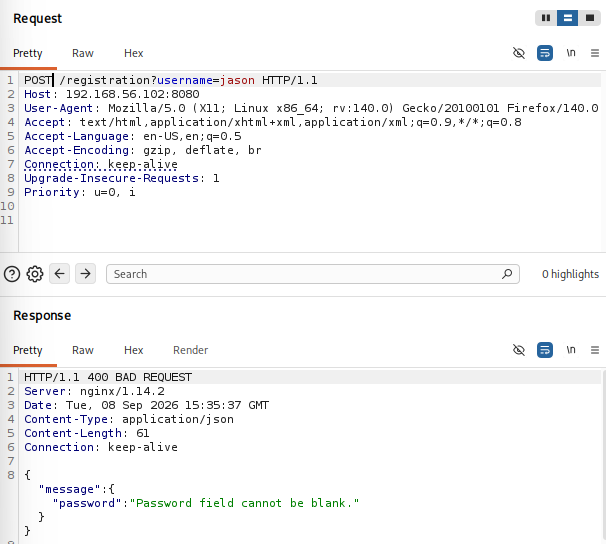 Request
Pretty Raw Hex
\n
1 POST /registration?username=jason HTTP/1.1
2 Host: 192.168.56.102:8080
3 User-Agent: Mozilla/5.0 (X11; Linux x86_64; rv:140.0) Gecko/20100101 Firefox/140.0
4 Accept: text/html,application/xhtml+xml,application/xml;q=0.9,*/*;q=0.8
5 Accept-Language: en-US,en;q=0.5
6 Accept-Encoding: gzip, deflate, br
7 Connection: keep-alive
8 Upgrade-Insecure-Requests: 1
9 Priority: u=0, i
10
11
Search
0 highlights
Response
Pretty Raw Hex Render
\n
1 HTTP/1.1 400 BAD REQUEST
2 Server: nginx/1.14.2
3 Date: Tue, 08 Sep 2026 15:35:37 GMT
4 Content-Type: application/json
5 Content-Length: 61
6 Connection: keep-alive
7
8 {
"message":{
"password":"Password field cannot be blank."
}
}